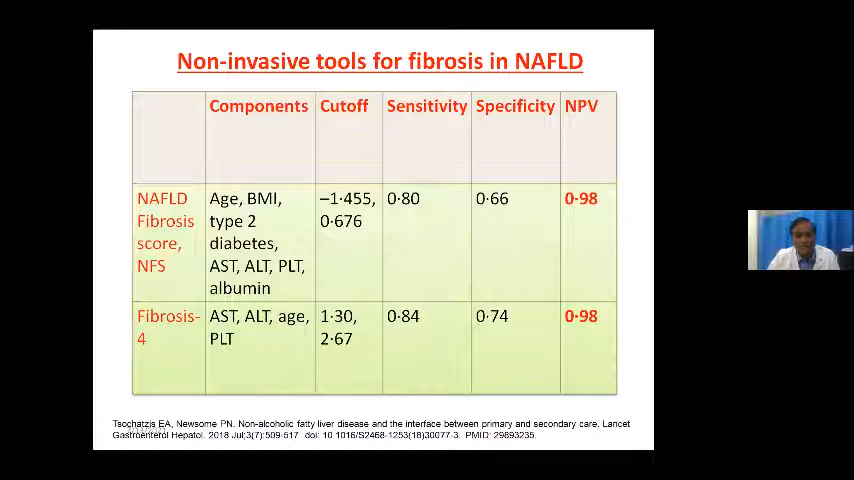 Non-invasive tools for fibrosis in NAFLD
Components Cutoff Sensitivity Specificity NPV
NAFLD Fibrosis score, NFS
Age, BMI, type 2 diabetes, AST, ALT, PLT, albumin
–1·455, 0·676
0·80
0·66
0·98
Fibrosis-4
AST, ALT, age, PLT
1·30, 2·67
0·84
0·74
0·98
Tsochatzis EA, Newsome PN. Non-alcoholic fatty liver disease and the interface between primary and secondary care. Lancet
Gastroenterol Hepatol. 2018 Jul;3(7):509-517 doi: 10 1016/S2468-1253(18)30077-3. PMID: 29893235.